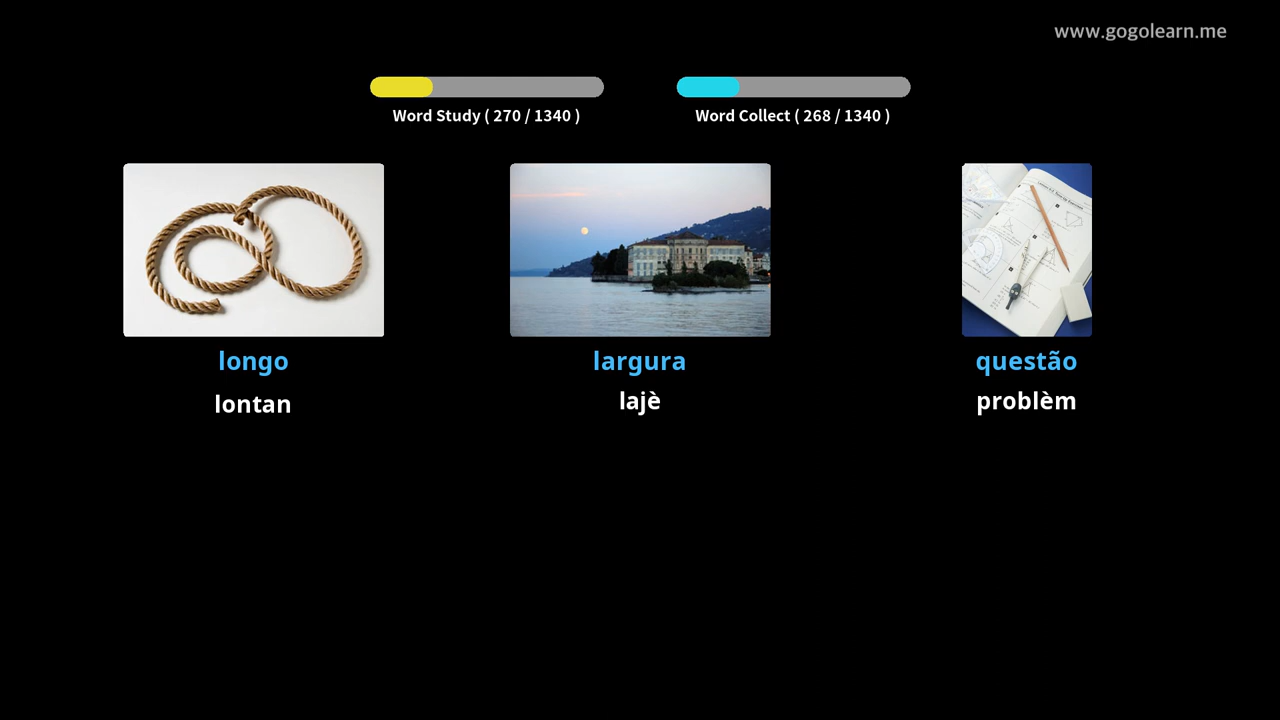 www.gogolearn.me
Word Study ( 270 / 1340 )
Word Collect ( 268 / 1340 )
longo
largura
questão
lontan
lajè
problèm